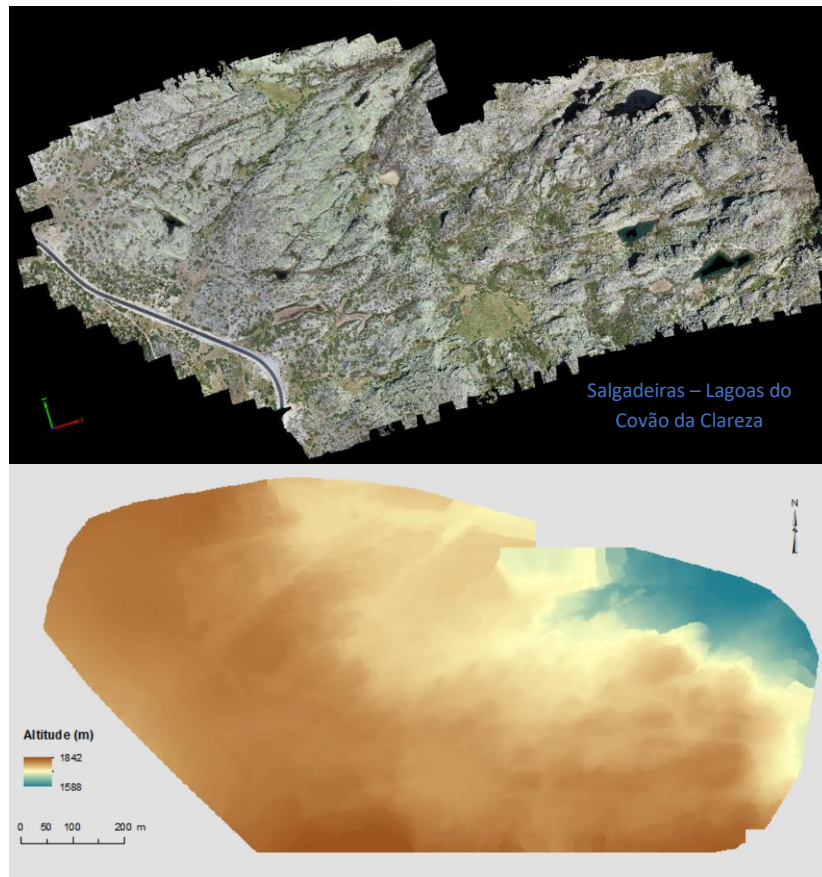 Salgadeiras – Lagoas do
Covão da Clareza
N
Altitude (m)
1842
1588
0 50 100 200 m